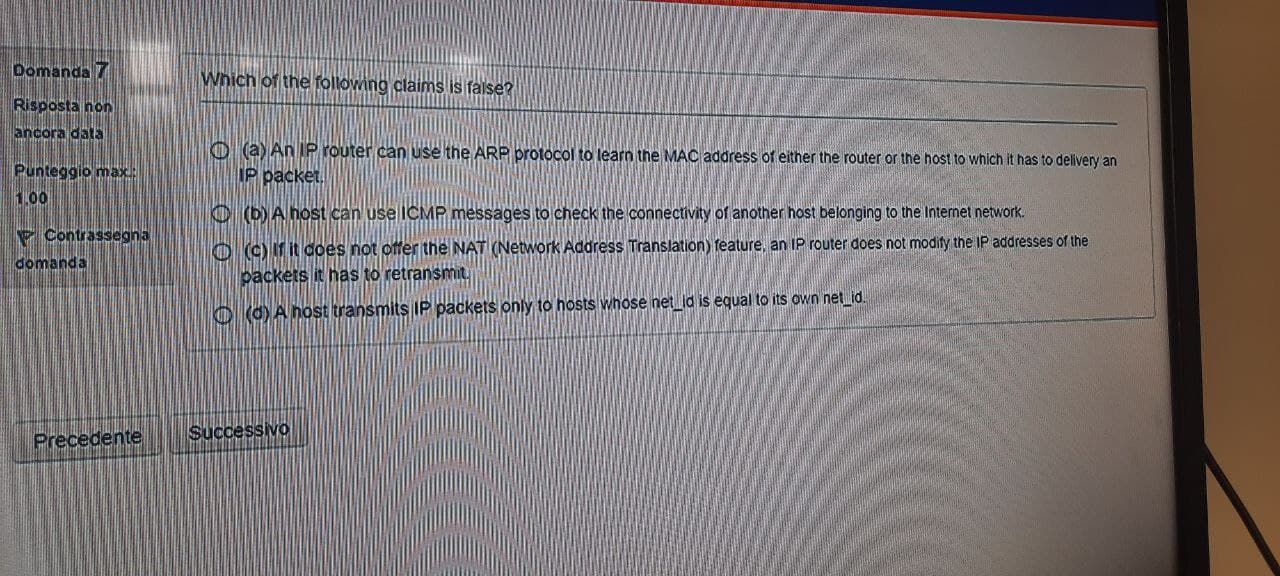 Domanda 7
Risposta non
ancora data
Punteggio max.:
1.00
Contrassegna
domanda
Which of the following claims is false?
(a) An IP router can use the ARP protocol to learn the MAC address of either the router or the host to which it has to delivery an
IP packet.
(b) A host can use ICMP messages to check the connectivity of another host belonging to the Internet network.
(c) If it does not offer the NAT (Network Address Translation) feature, an IP router does not modify the IP addresses of the
packets it has to retransmit.
(d) A host transmits IP packets only to hosts whose net_id is equal to its own net_id.
Precedente
Successivo